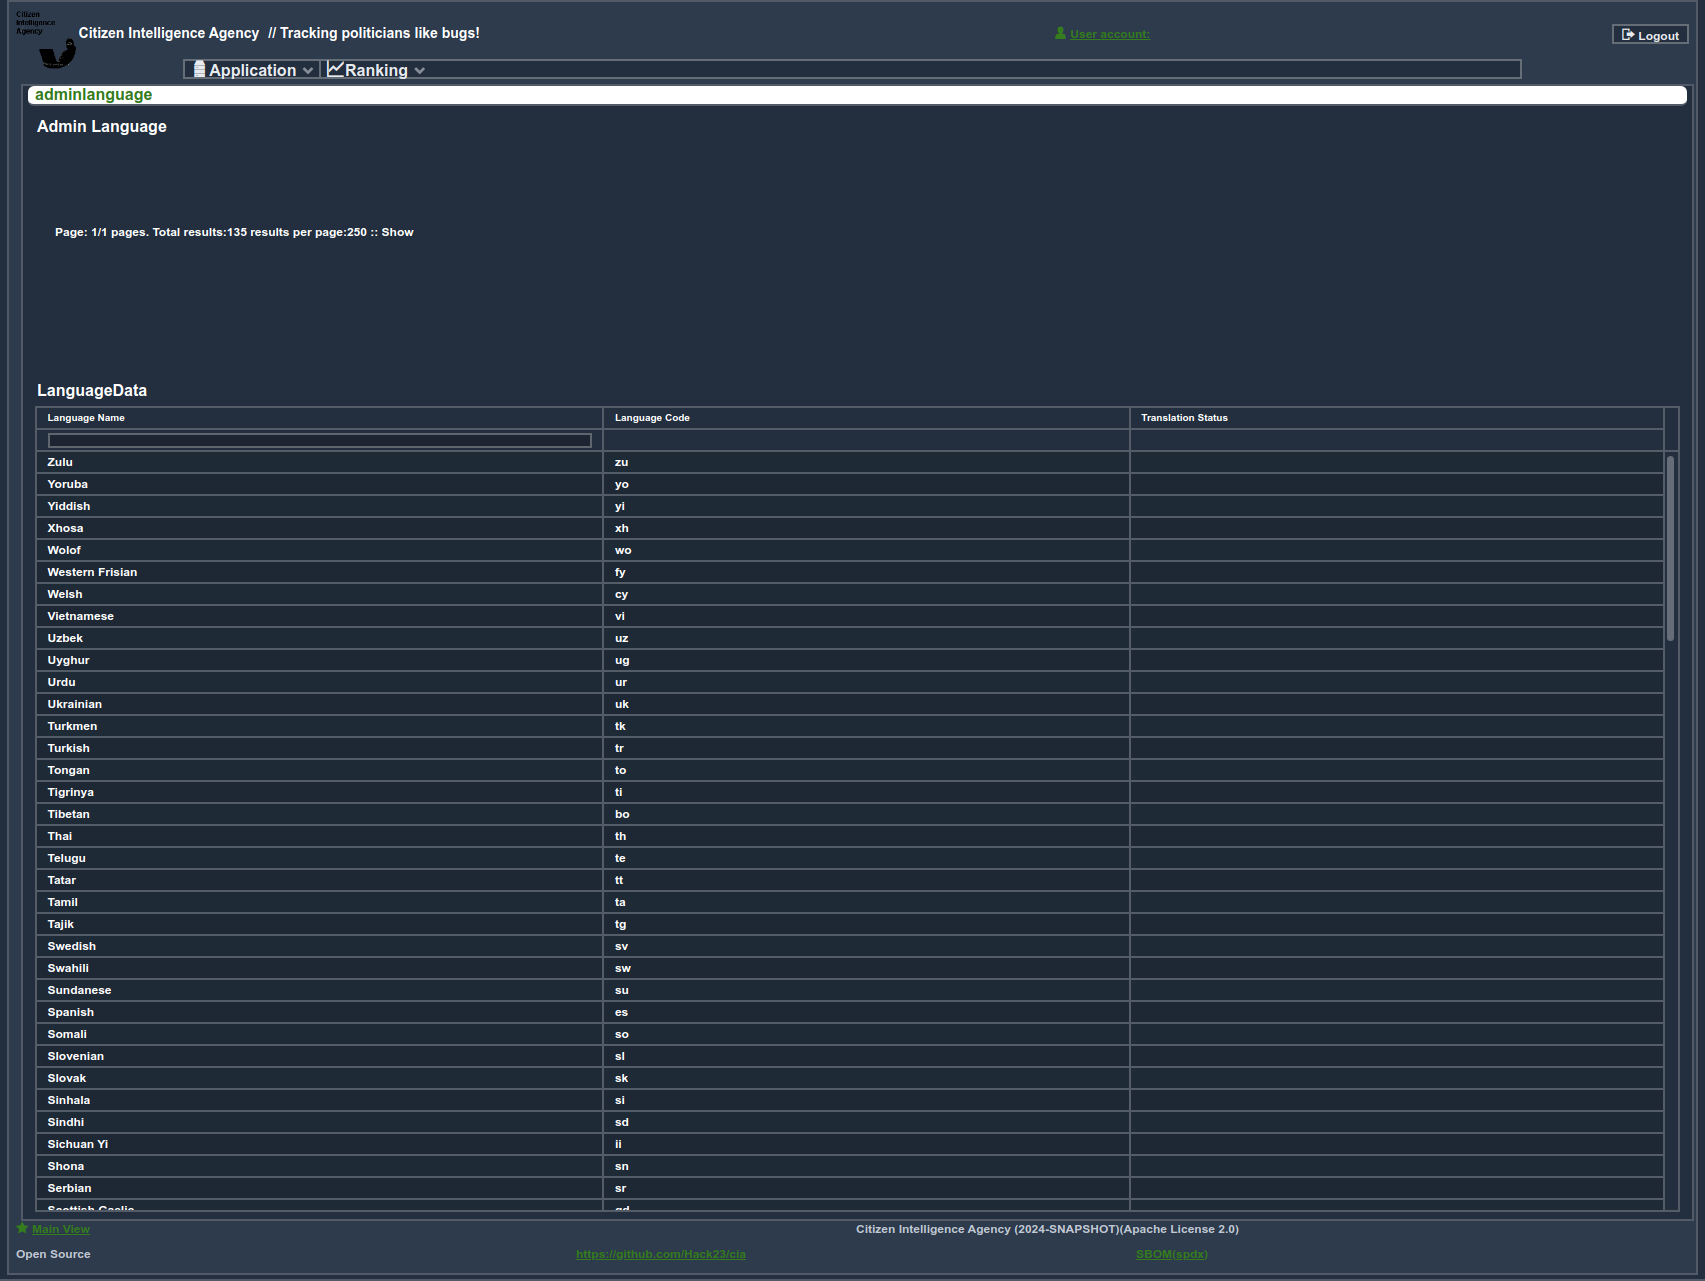 Citizen
Intelligence
Agency
Citizen Intelligence Agency // Tracking politicians like bugs!
User account:
Logout
Application
Ranking
adminlanguage
Admin Language
Page: 1/1 pages. Total results:135 results per page:250 :: Show
LanguageData
Language Name Language Code Translation Status
Zulu zu
Yoruba yo
Yiddish yi
Xhosa xh
Wolof wo
Western Frisian fy
Welsh cy
Vietnamese vi
Uzbek uz
Uyghur ug
Urdu ur
Ukrainian uk
Turkmen tk
Turkish tr
Tongan to
Tigrinya ti
Tibetan bo
Thai th
Telugu te
Tatar tt
Tamil ta
Tajik tg
Swedish sv
Swahili sw
Sundanese su
Spanish es
Somali so
Slovenian sl
Slovak sk
Sinhala si
Sindhi sd
Sichuan Yi ii
Shona sn
Serbian sr
Scottish Gaelic gd
Main View
Citizen Intelligence Agency (2024-SNAPSHOT)(Apache License 2.0)
Open Source
https://github.com/Hack23/cia
SBOM(spdx)